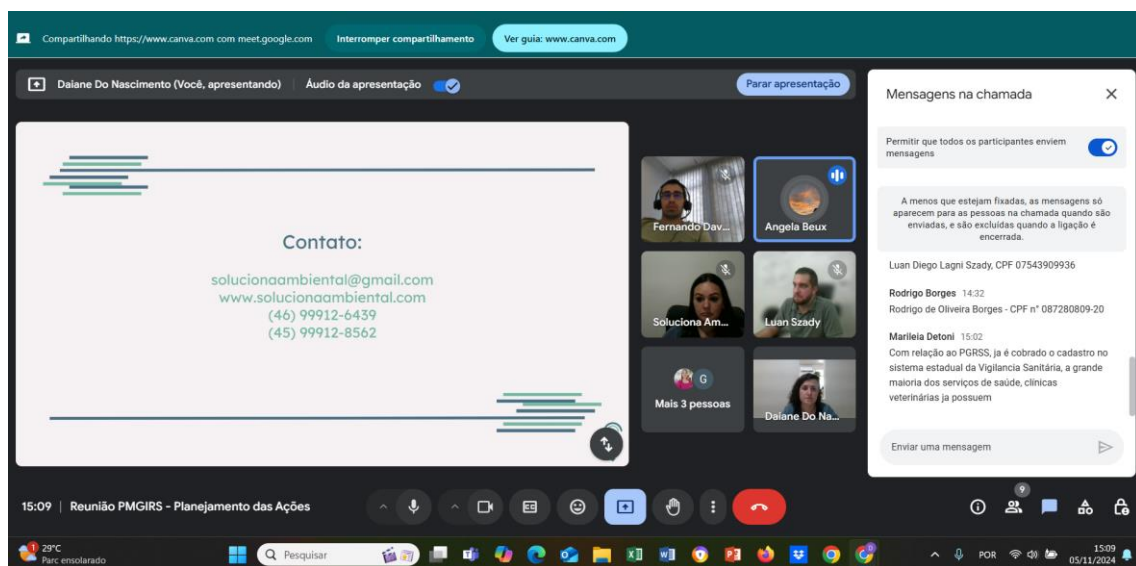 Compartilhando https://www.canva.com com meet.google.com
Interromper compartilhamento
Ver guia: www.canva.com
Daiane Do Nascimento (Você, apresentando)
Áudio da apresentação
Parar apresentação
Contato:
solucionaambiental@gmail.com
www.solucionaambiental.com
(46) 99912-6439
(45) 99912-8562
Fernando Dav...
Angela Beux
Soluciona Am...
Luan Szady
G
Mais 3 pessoas
Daiane Do Na...
Mensagens na chamada
Permitir que todos os participantes enviem
mensagens
A menos que estejam fixadas, as mensagens só
aparecem para as pessoas na chamada quando são
enviadas, e são excluídas quando a ligação é
encerrada.
Luan Diego Lagni Szady, CPF 07543909936
Rodrigo Borges 14:32
Rodrigo de Oliveira Borges - CPF n° 087280809-20
Marileia Detoni 15:02
Com relação ao PGRSS, ja é cobrado o cadastro no
sistema estadual da Vigilancia Sanitária, a grande
maioria dos serviços de saúde, clínicas
veterinárias ja possuem
Enviar uma mensagem
15:09 | Reunião PMGIRS - Planejamento das Ações
9
29°C
Parc ensolarado
Pesquisar
POR
15:09
05/11/2024